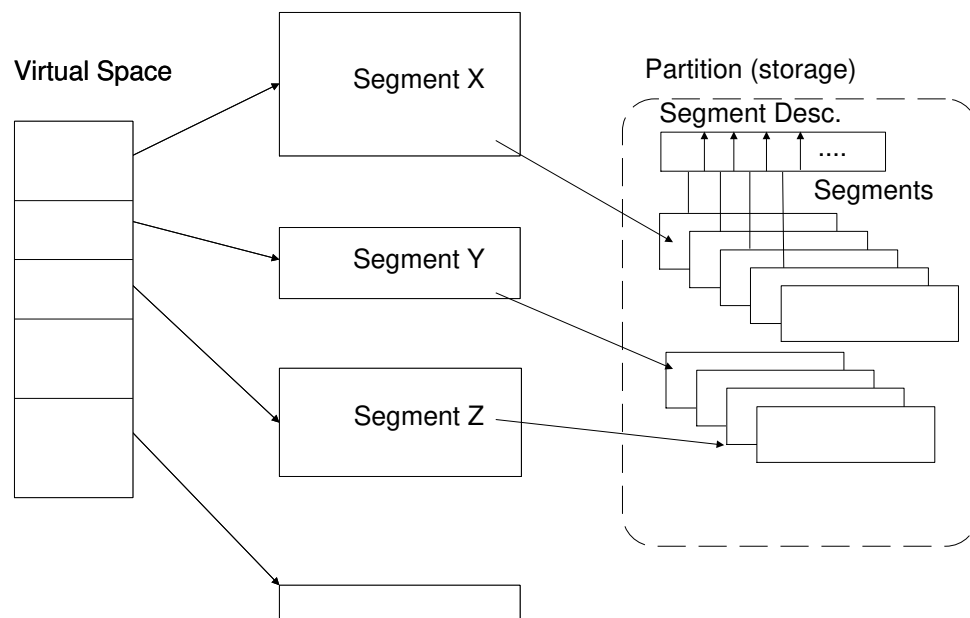 Virtual Space
Segment X
Segment Y
Segment Z
Partition (storage)
Segment Desc.
....
Segments